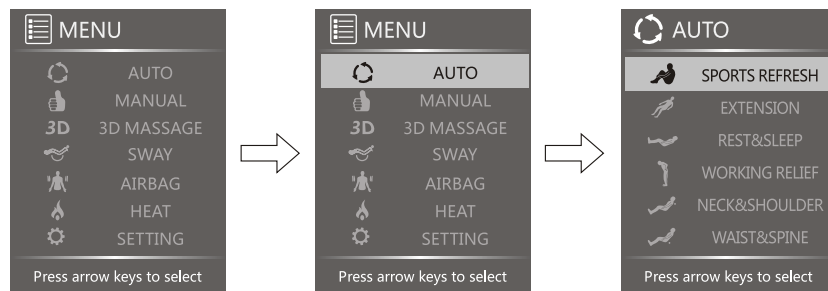 MENU
AUTO
MANUAL
3D 3D MASSAGE
SWAY
AIRBAG
HEAT
SETTING
Press arrow keys to select
MENU
AUTO
MANUAL
3D 3D MASSAGE
SWAY
AIRBAG
HEAT
SETTING
Press arrow keys to select
AUTO
SPORTS REFRESH
EXTENSION
REST&SLEEP
WORKING RELIEF
NECK&SHOULDER
WAIST&SPINE
Press arrow keys to select